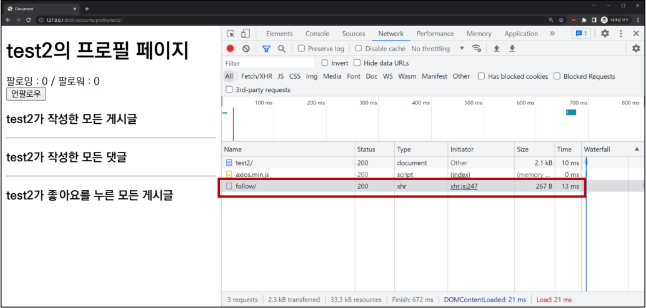 Document
127.0.0.1:8000/accounts/profile/test2/
test2의 프로필 페이지
팔로잉 : 0 / 팔로워 : 0
언팔로우
test2가 작성한 모든 게시글
test2가 작성한 모든 댓글
test2가 좋아요를 누른 모든 게시글
Elements Console Sources Network Performance Memory Application 1
Preserve log Disable cache No throttling
Filter Invert Hide data URLs
All Fetch/XHR JS CSS Img Media Font Doc WS Wasm Manifest Other Has blocked cookies Blocked Requests
3rd-party requests
100 ms 200 ms 300 ms 400 ms 500 ms 600 ms 700 ms 800 ms
Name Status Type Initiator Size Time Waterfall
test2/ 200 document Other 2.1 kB 10 ms
axios.min.js 200 script (index) (memory ... 0 ms
follow/ 200 xhr xhr.js:247 267 B 13 ms
3 requests 2.3 kB transferred 33.3 kB resources Finish: 672 ms DOMContentLoaded: 21 ms Load: 21 ms